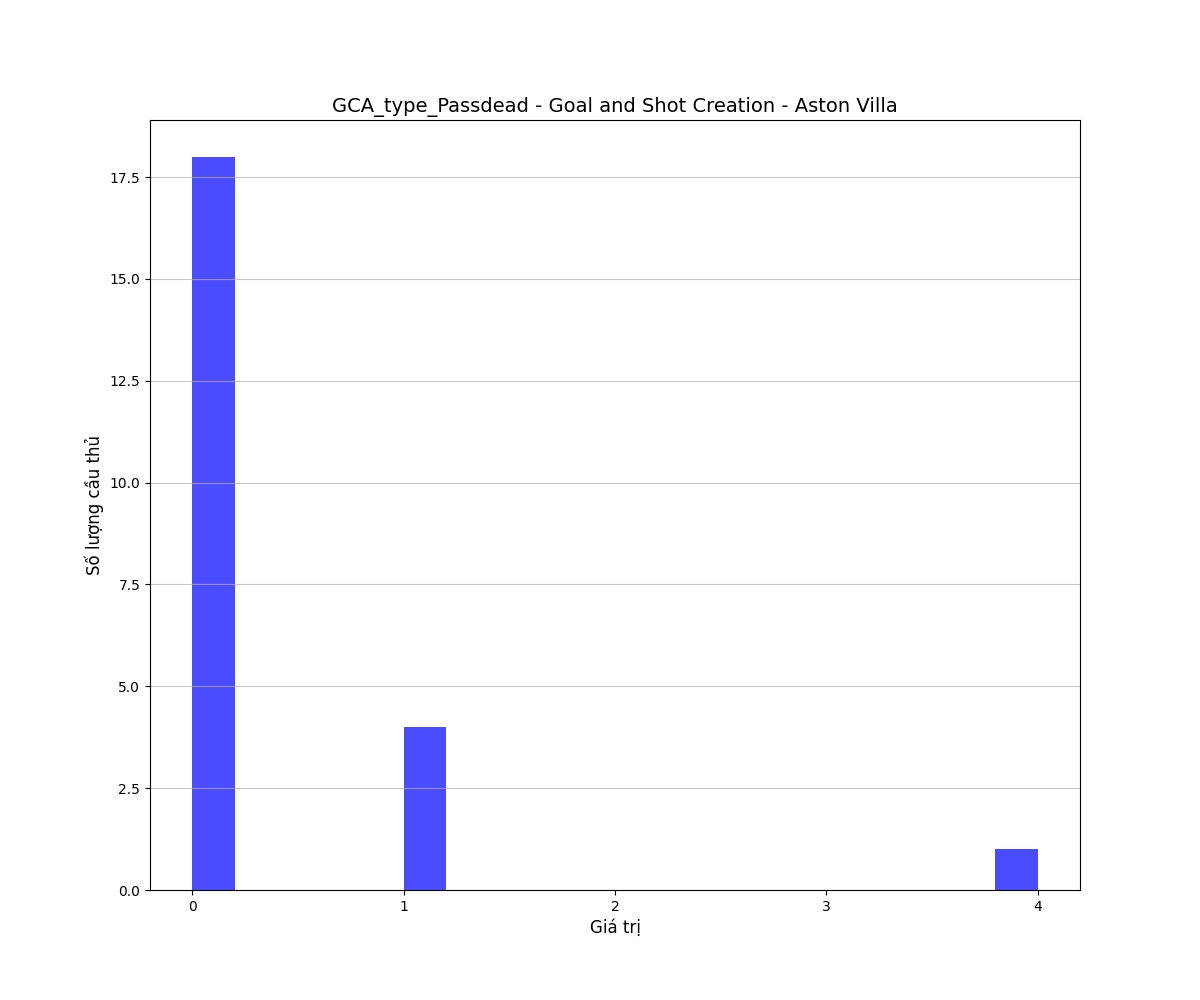 GCA_type_Passdead - Goal and Shot Creation - Aston Villa
Số lượng cầu thủ
17.5
15.0
12.5
10.0
7.5
5.0
2.5
0.0
0 1 2 3 4
Giá trị